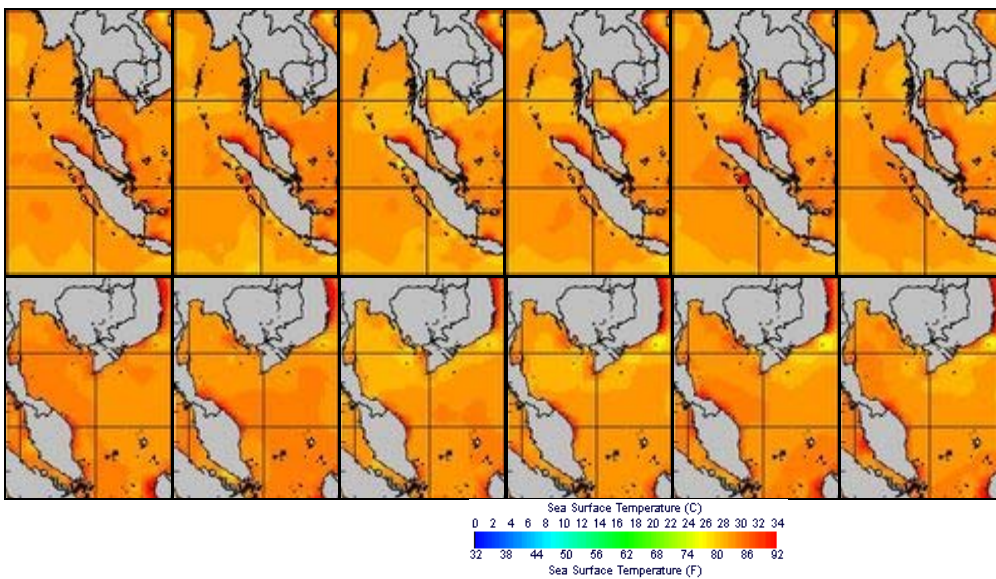 Sea Surface Temperature (C)
0 2 4 6 8 10 12 14 16 18 20 22 24 26 28 30 32 34
32 38 44 50 56 62 68 74 80 86 92
Sea Surface Temperature (F)